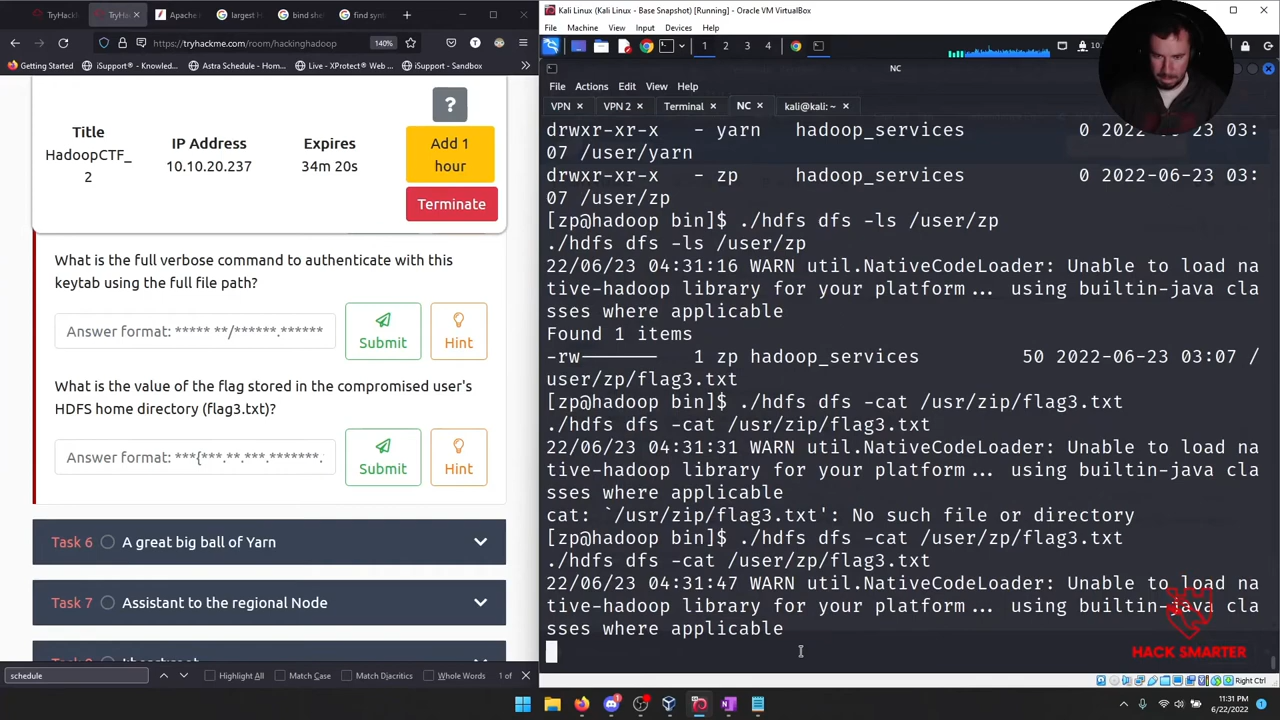 TryHackMe
TryHac
Apache
largest H
bind she
find sym
Kali Linux (Kali Linux - Base Snapshot) [Running] - Oracle VM VirtualBox
File Machine View Input Devices Help
https://tryhackme.com/room/hackinghadoop
140%
1 2 3 4
Getting Started
iSupport® - Knowled…
Astra Schedule - Hom…
Live - XProtect® Web …
iSupport® - Sandbox
NC
File Actions Edit View Help
VPN
VPN 2
Terminal
NC
kali@kali: ~
Title
HadoopCTF_
2
IP Address
10.10.20.237
Expires
34m 20s
?
Add 1
hour
Terminate
What is the full verbose command to authenticate with this
keytab using the full file path?
Answer format: ***** **/******.******
Submit
Hint
What is the value of the flag stored in the compromised user's
HDFS home directory (flag3.txt)?
Answer format: ***{***.**.***.*******.
Submit
Hint
Task 6 A great big ball of Yarn
Task 7 Assistant to the regional Node
schedule
Highlight All
Match Case
Match Diacritics
Whole Words
1 of
drwxr-xr-x - yarn hadoop_services 0 2022-06-23 03:
07 /user/yarn
drwxr-xr-x - zp hadoop_services 0 2022-06-23 03:
07 /user/zp
[zp@hadoop bin]$ ./hdfs dfs -ls /user/zp
./hdfs dfs -ls /user/zp
22/06/23 04:31:16 WARN util.NativeCodeLoader: Unable to load na
tive-hadoop library for your platform... using builtin-java cla
sses where applicable
Found 1 items
-rw------- 1 zp hadoop_services 50 2022-06-23 03:07 /
user/zp/flag3.txt
[zp@hadoop bin]$ ./hdfs dfs -cat /usr/zip/flag3.txt
./hdfs dfs -cat /usr/zip/flag3.txt
22/06/23 04:31:31 WARN util.NativeCodeLoader: Unable to load na
tive-hadoop library for your platform... using builtin-java cla
sses where applicable
cat: `/usr/zip/flag3.txt': No such file or directory
[zp@hadoop bin]$ ./hdfs dfs -cat /user/zp/flag3.txt
./hdfs dfs -cat /user/zp/flag3.txt
22/06/23 04:31:47 WARN util.NativeCodeLoader: Unable to load na
tive-hadoop library for your platform... using builtin-java cla
sses where applicable
HACK SMARTER
Right Ctrl
11:31 PM
6/22/2022